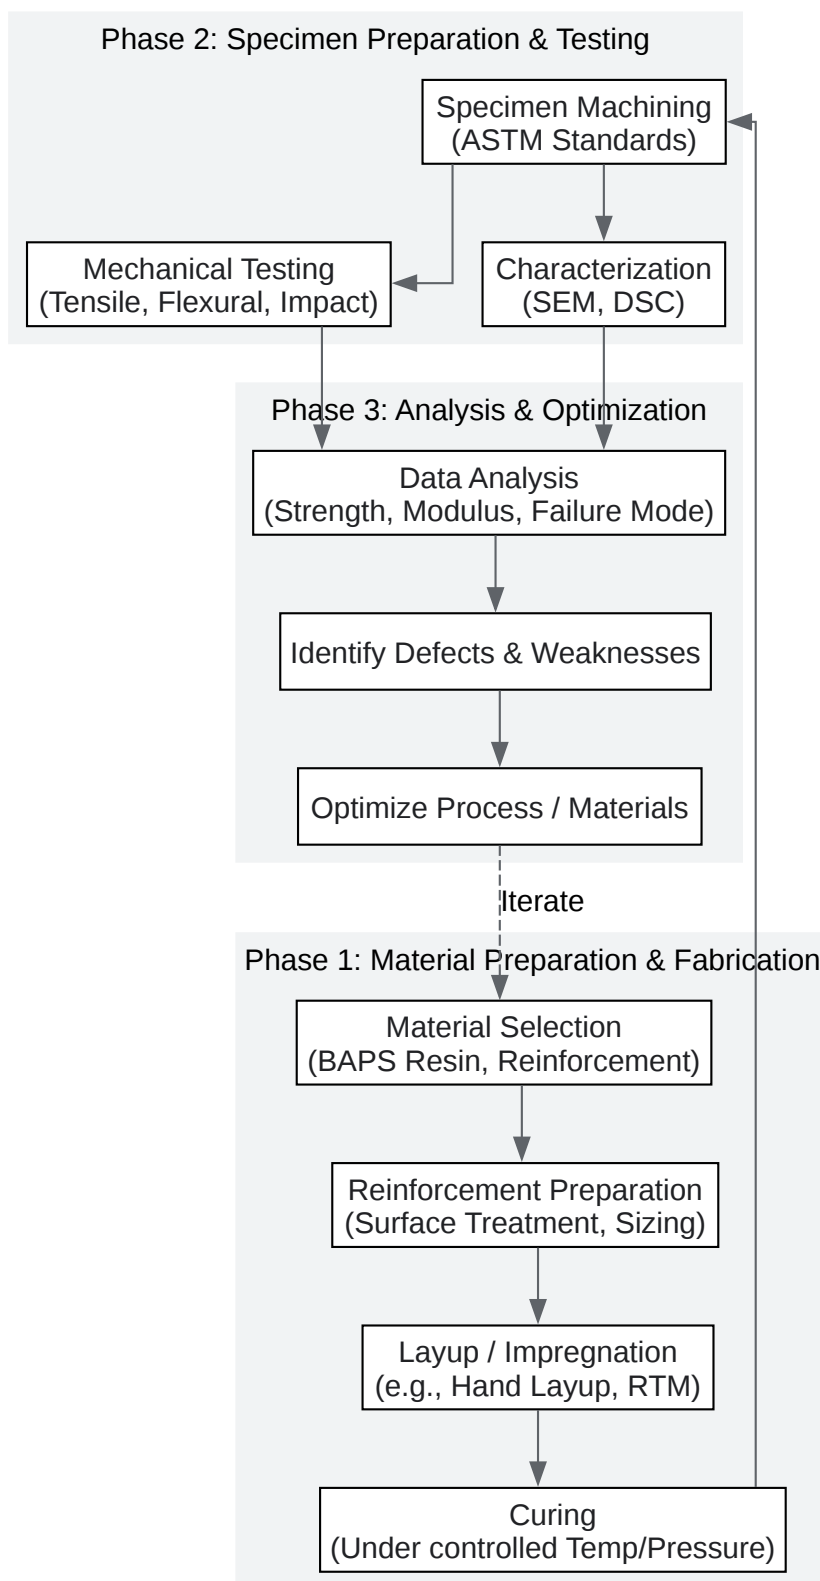 Phase 2: Specimen Preparation & Testing
Specimen Machining
(ASTM Standards)
Mechanical Testing
(Tensile, Flexural, Impact)
Characterization
(SEM, DSC)
Phase 3: Analysis & Optimization
Data Analysis
(Strength, Modulus, Failure Mode)
Identify Defects & Weaknesses
Optimize Process / Materials
Iterate
Phase 1: Material Preparation & Fabrication
Material Selection
(BAPS Resin, Reinforcement)
Reinforcement Preparation
(Surface Treatment, Sizing)
Layup / Impregnation
(e.g., Hand Layup, RTM)
Curing
(Under controlled Temp/Pressure)